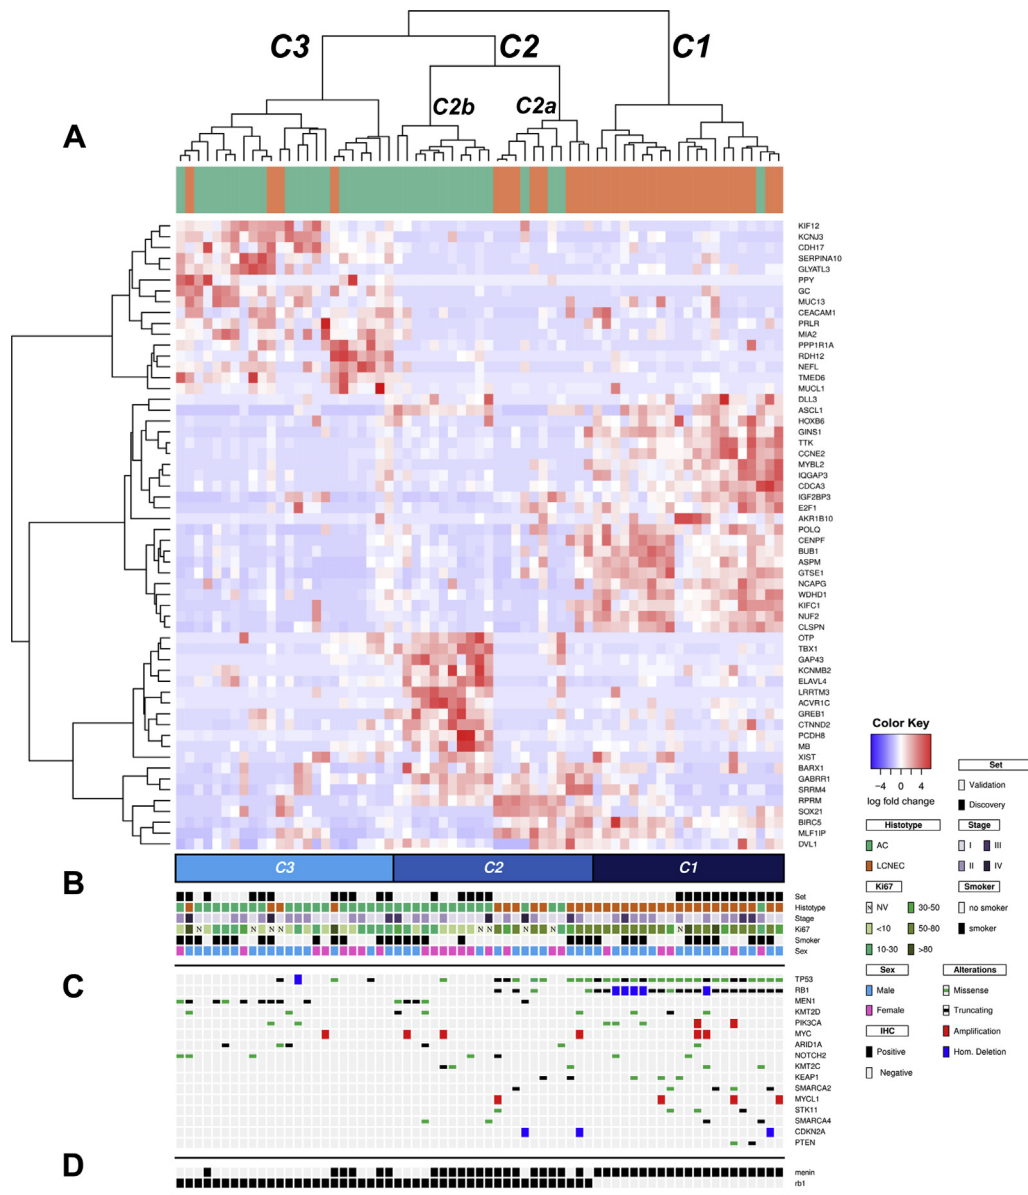 C3
C2
C1
C2b
C2a
A
KIF12
KCNJ3
CDH17
SERPINA10
GLYATL3
PPY
GC
MUC13
CEACAM1
PRLR
MIA2
PPP1R1A
RDH12
NEFL
TMED6
MUCL1
DLL3
ASCL1
HOXB6
GINS1
TTK
CCNE2
MYBL2
IQGAP3
CDCA3
IGF2BP3
E2F1
AKR1B10
POLQ
CENPF
BUB1
ASPM
GTSE1
NCAPG
WDHD1
KIFC1
NUF2
CLSPN
OTP
TBX1
GAP43
KCNMB2
ELAVL4
LRRTM3
ACVR1C
GREB1
CTNND2
PCDH8
MB
XIST
BARX1
GABRR1
SRRM4
RPRM
SOX21
BIRC5
MLF1IP
DVL1
C3 C2 C1
B
Set
Histotype
Stage
Ki67
Smoker
Sex
N N N N N N N N N N
C
TP53
RB1
MEN1
KMT2D
PIK3CA
MYC
ARID1A
NOTCH2
KMT2C
KEAP1
SMARCA2
MYCL1
STK11
SMARCA4
CDKN2A
PTEN
D
menin
rb1
Color Key
−4 0 4
log fold change
Set
Validation
Discovery
Histotype
AC
LCNEC
Stage
I III
II IV
Ki67
N NV 30-50
<10 50-80
10-30 >80
Smoker
no smoker
smoker
Sex
Male
Female
Alterations
Missense
Truncating
Amplification
Hom. Deletion
IHC
Positive
Negative